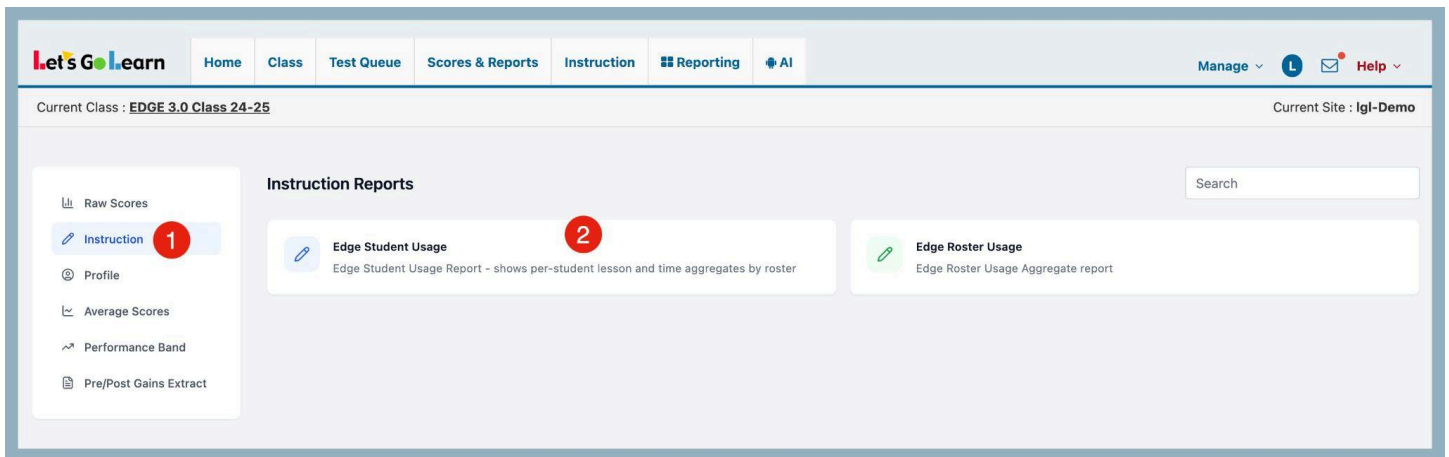 Let's Go Learn
Home Class Test Queue Scores & Reports Instruction Reporting AI
Manage L Help
Current Class : EDGE 3.0 Class 24-25
Current Site : lgl-Demo
Raw Scores
Instruction 1
Profile
Average Scores
Performance Band
Pre/Post Gains Extract
Instruction Reports
Search
2
Edge Student Usage
Edge Student Usage Report - shows per-student lesson and time aggregates by roster
Edge Roster Usage
Edge Roster Usage Aggregate report